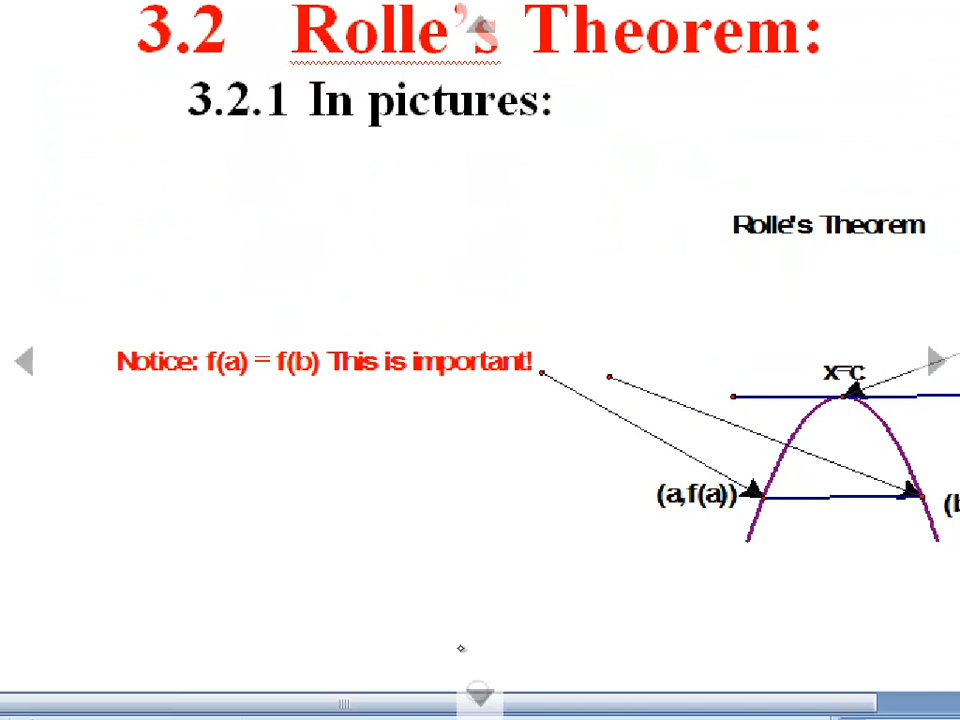 3.2 Rolle's Theorem:
3.2.1 In pictures:
Rolle's Theorem
Notice: f(a) = f(b) This is important!
x=c
(a,f(a))
(b